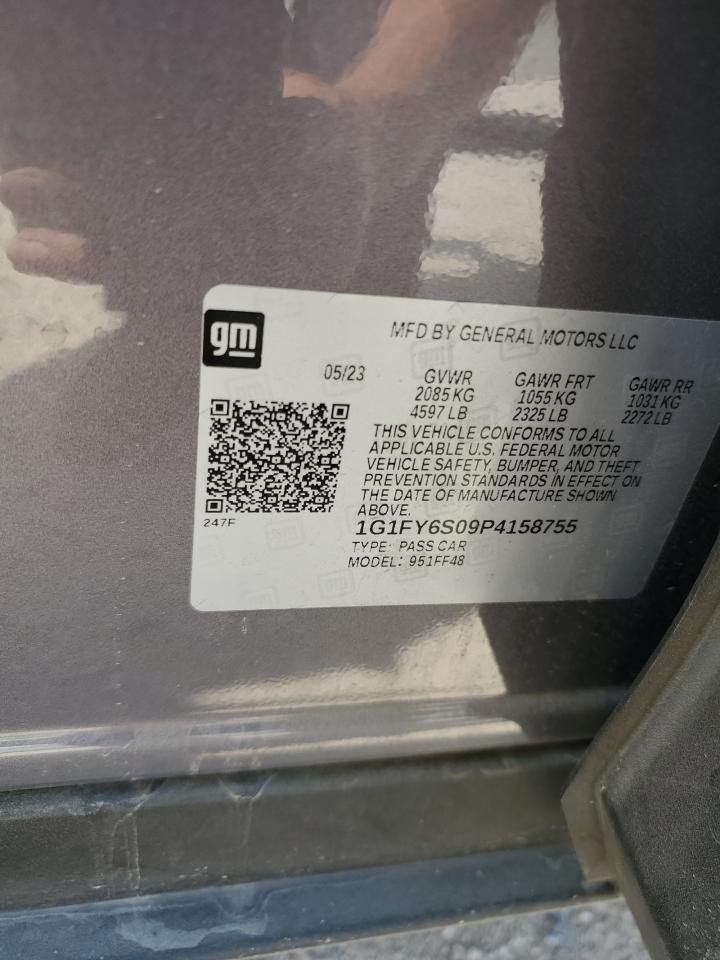 gm
MFD BY GENERAL MOTORS LLC
05/23
GVWR
2085 KG
4597 LB
GAWR FRT
1055 KG
2325 LB
GAWR RR
1031 KG
2272 LB
THIS VEHICLE CONFORMS TO ALL
APPLICABLE U.S. FEDERAL MOTOR
VEHICLE SAFETY, BUMPER, AND THEFT
PREVENTION STANDARDS IN EFFECT ON
THE DATE OF MANUFACTURE SHOWN
ABOVE.
247F
1G1FY6S09P4158755
TYPE: PASS CAR
MODEL: 951FF48